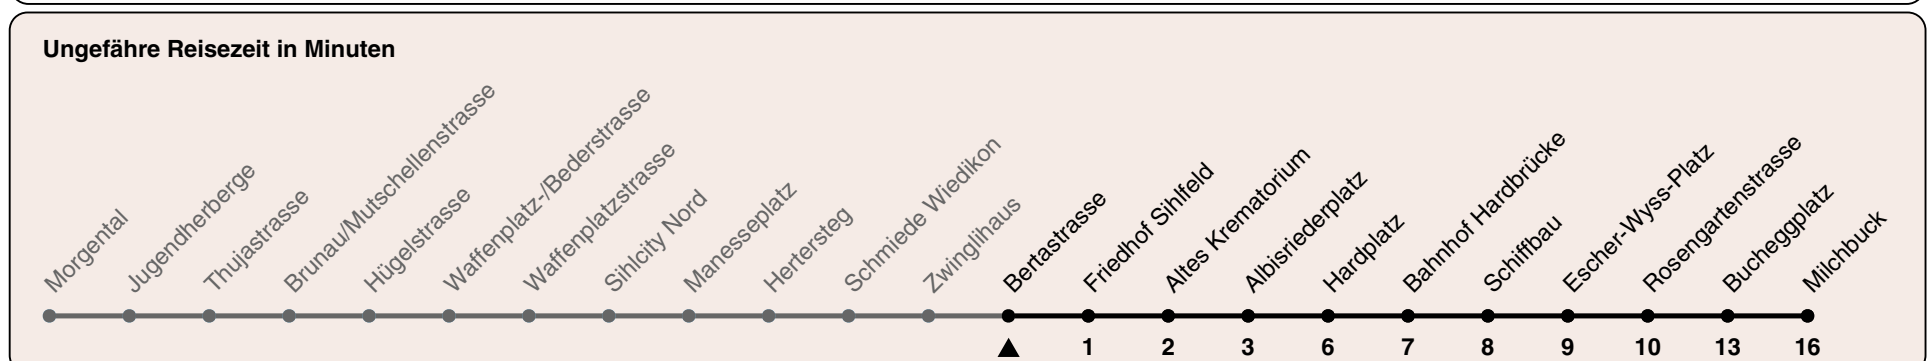 Ungefähre Reisezeit in Minuten
Morgental
Jugendherberge
Thujastrasse
Brunau/Mutschellenstrasse
Hügelstrasse
Waffenplatz-/Bederstrasse
Waffenplatzstrasse
Sihlcity Nord
Manesseplatz
Hertersteg
Schmiede Wiedikon
Zwinglihaus
Bertastrasse
Friedhof Sihlfeld
Altes Krematorium
Albisriederplatz
Hardplatz
Bahnhof Hardbrücke
Schiffbau
Escher-Wyss-Platz
Rosengartenstrasse
Bucheggplatz
Milchbuck
1 2 3 6 7 8 9 10 13 16